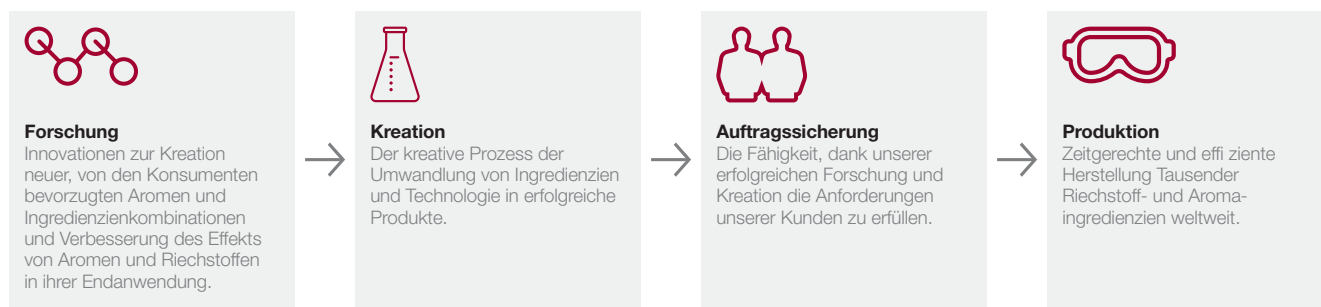 Forschung
Innovationen zur Kreation
neuer, von den Konsumenten
bevorzugten Aromen und
Ingredienzienkombinationen
und Verbesserung des Effekts
von Aromen und Riechstoffen
in ihrer Endanwendung.
Kreation
Der kreative Prozess der
Umwandlung von Ingredienzien
und Technologie in erfolgreiche
Produkte.
Auftragssicherung
Die Fähigkeit, dank unserer
erfolgreichen Forschung und
Kreation die Anforderungen
unserer Kunden zu erfüllen.
Produktion
Zeitgerechte und effi ziente
Herstellung Tausender
Riechstoff- und Aroma-
ingredienzien weltweit.